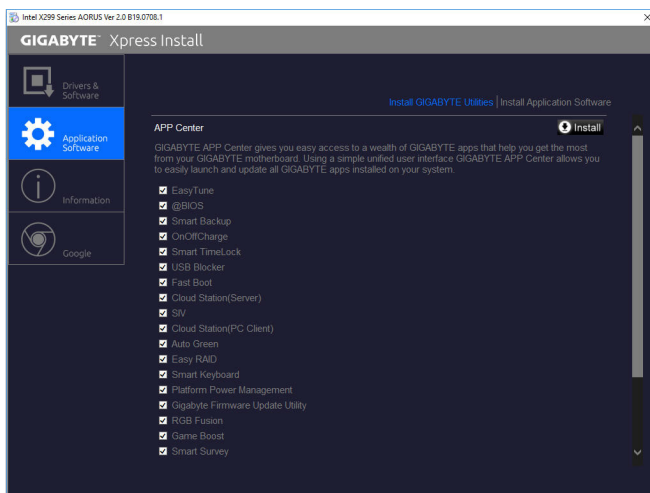 Intel X299 Series AORUS Ver 2.0 B19.0708.1
GIGABYTE™ Xpress Install
Drivers &
Software
Application
Software
Information
Google
Install GIGABYTE Utilities | Install Application Software
APP Center
Install
GIGABYTE APP Center gives you easy access to a wealth of GIGABYTE apps that help you get the most
from your GIGABYTE motherboard. Using a simple unified user interface GIGABYTE APP Center allows you
to easily launch and update all GIGABYTE apps installed on your system.
EasyTune
@BIOS
Smart Backup
OnOffCharge
Smart TimeLock
USB Blocker
Fast Boot
Cloud Station(Server)
SIV
Cloud Station(PC Client)
Auto Green
Easy RAID
Smart Keyboard
Platform Power Management
Gigabyte Firmware Update Utility
RGB Fusion
Game Boost
Smart Survey